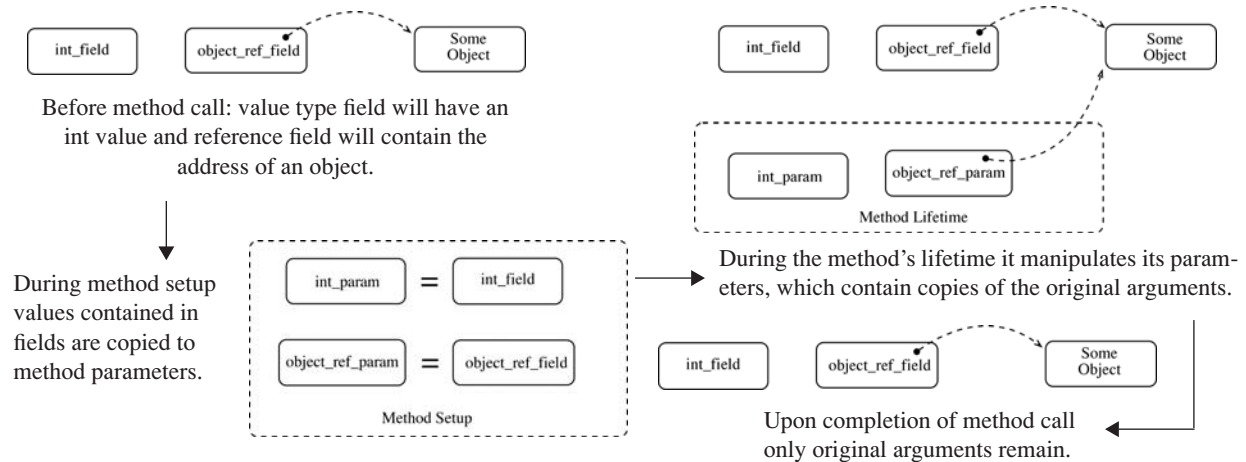 int_field
object_ref_field
Some
Object
Before method call: value type field will have an
int value and reference field will contain the
address of an object.
During method setup
values contained in
fields are copied to
method parameters.
int_param
=
int_field
object_ref_param
=
object_ref_field
Method Setup
int_field
object_ref_field
Some
Object
int_param
object_ref_param
Method Lifetime
During the method’s lifetime it manipulates its param-
eters, which contain copies of the original arguments.
int_field
object_ref_field
Some
Object
Upon completion of method call
only original arguments remain.